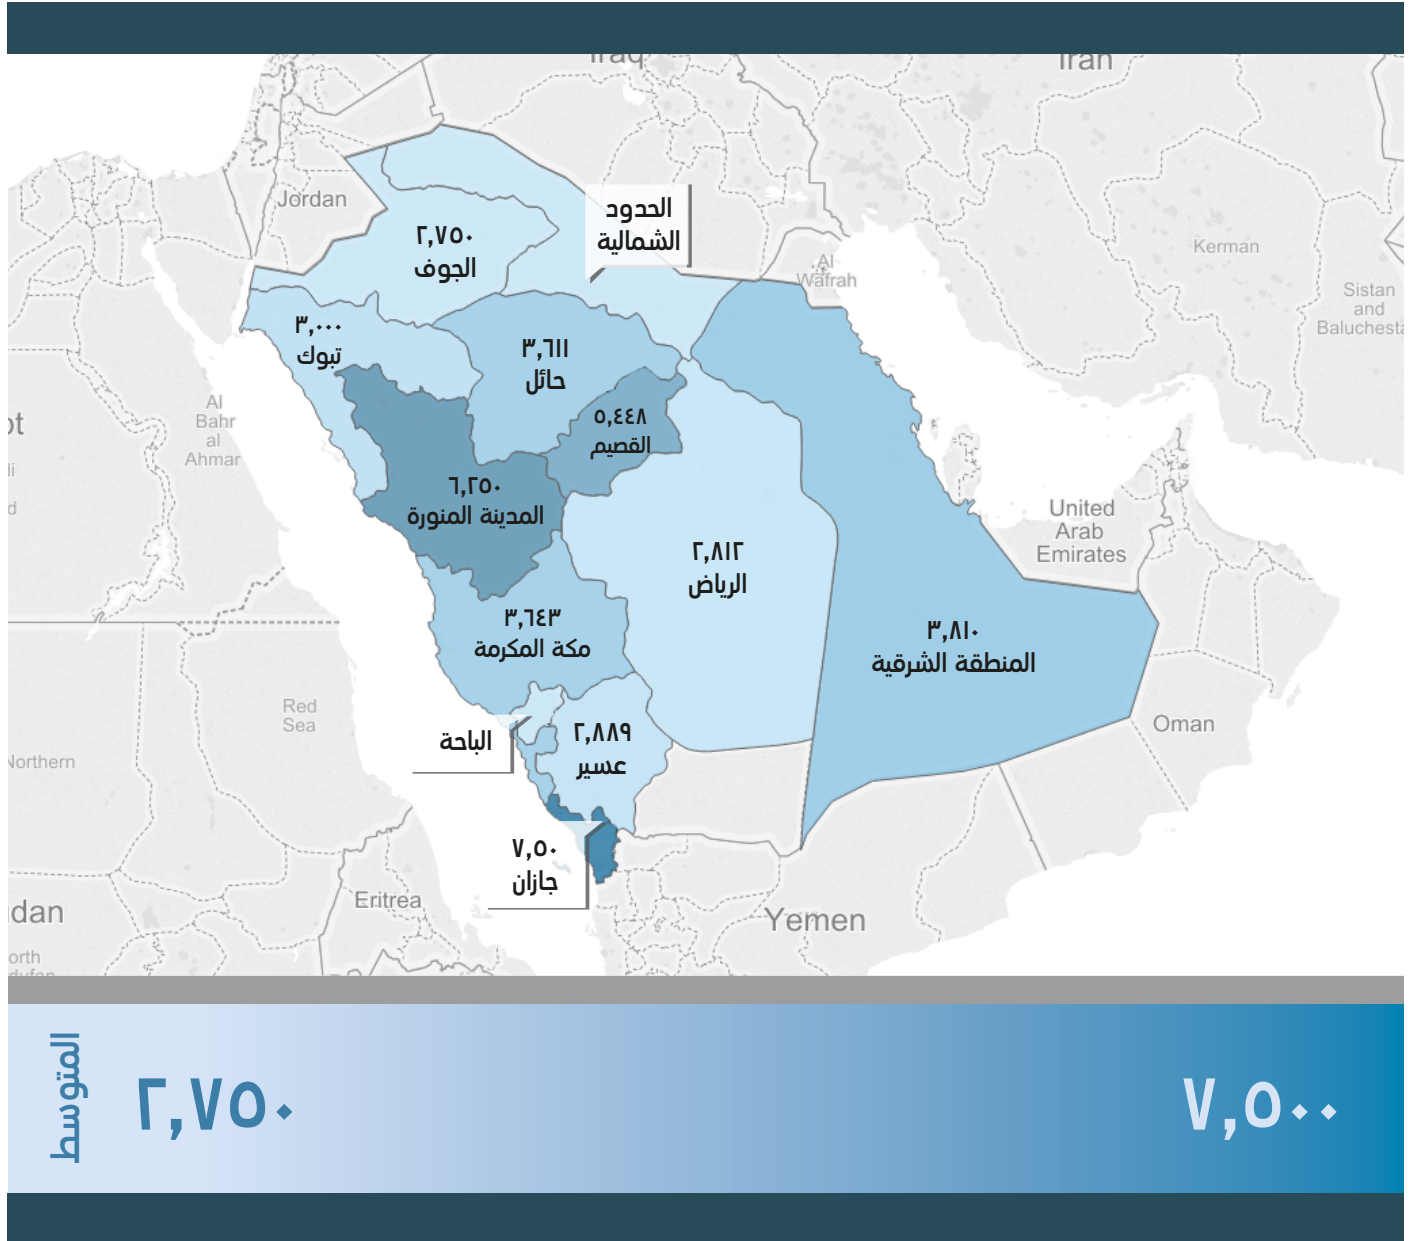 Iraq
Iran
Jordan
الحدود
الشمالية
٢,٧٥٠
الجوف
Al
Wafrah
Kerman
Sistan
and
Baluchesta
٣,٠٠٠
تبوك
٣,٦١١
حائل
Al
Bahr
al
Ahmar
٥,٤٤٨
القصيم
٦,٢٥٠
المدينة المنورة
United
Arab
Emirates
٢,٨١٢
الرياض
٣,٦٤٣
مكة المكرمة
٣,٨١٠
المنطقة الشرقية
Red
Sea
Oman
الباحة
٢,٨٨٩
عسير
Northern
٧,٥٠
جازان
Eritrea
Yemen
dan
orth
المتوسط
٢,٧٥٠
٧,٥٠٠